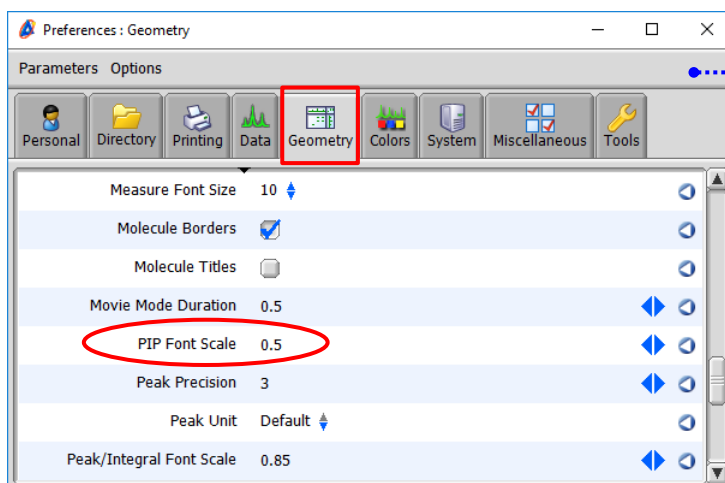 Preferences : Geometry
Parameters Options
Personal Directory Printing Data Geometry Colors System Miscellaneous Tools
Measure Font Size 10
Molecule Borders
Molecule Titles
Movie Mode Duration 0.5
PIP Font Scale 0.5
Peak Precision 3
Peak Unit Default
Peak/Integral Font Scale 0.85